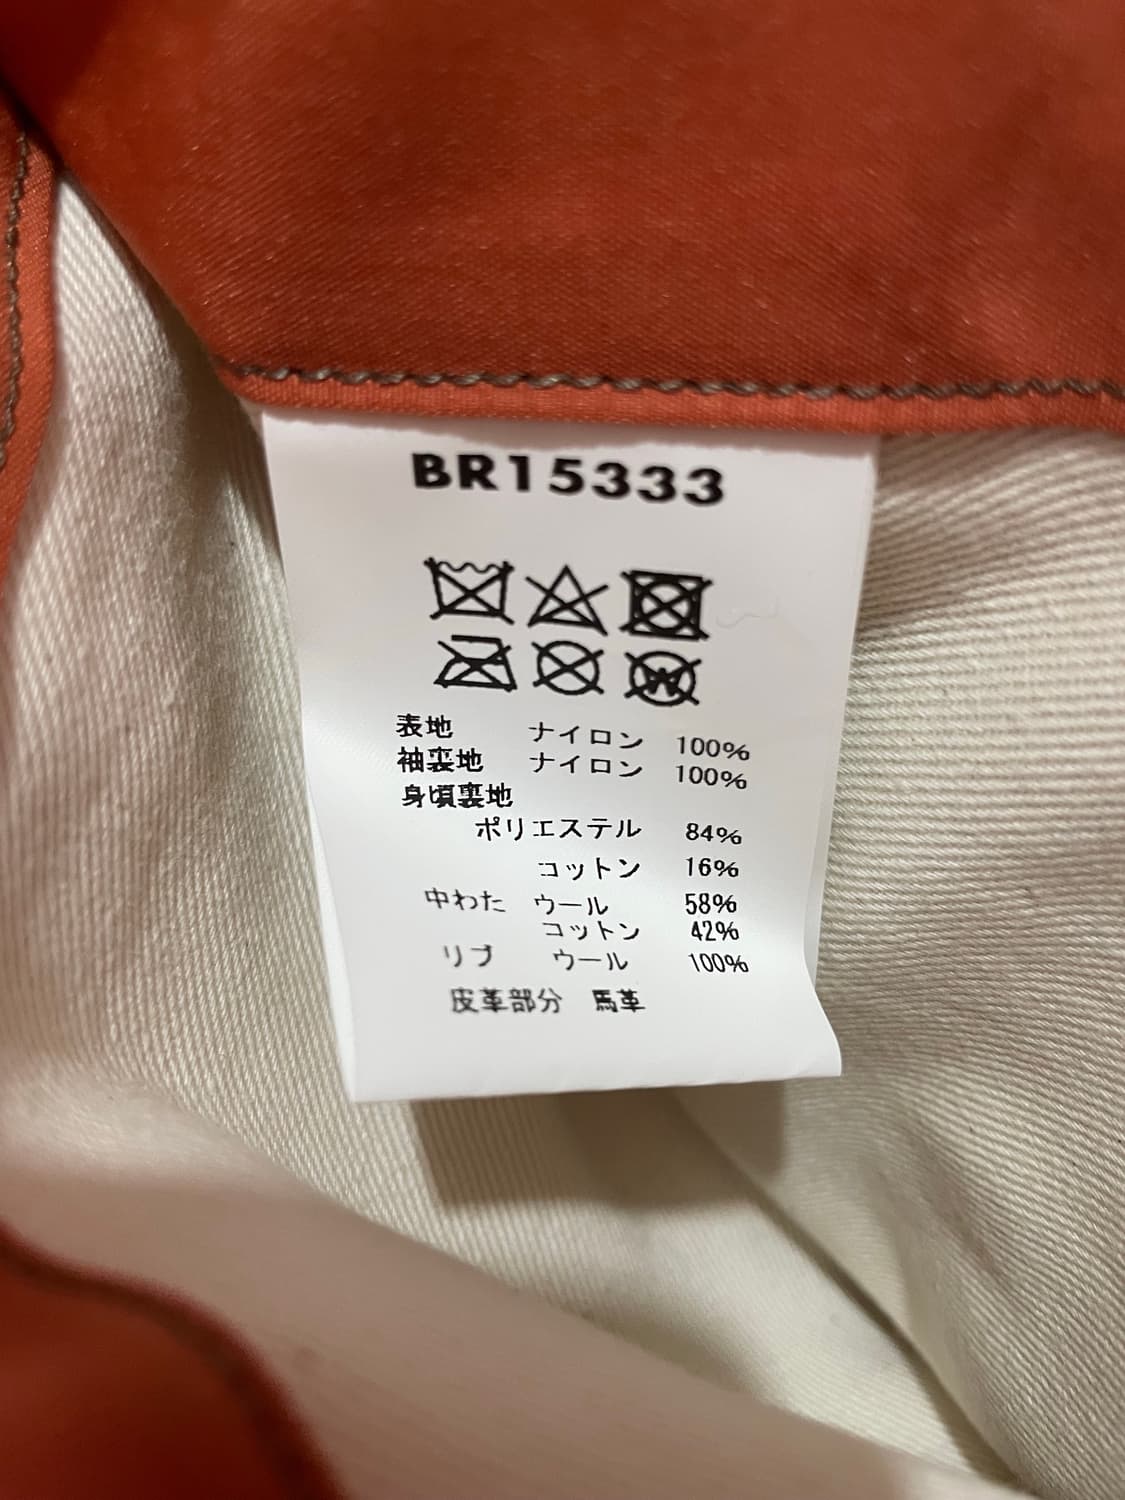 BR15333
表地 ナイロン 100%
袖裏地 ナイロン 100%
身頃裏地
ポリエステル 84%
コットン 16%
中わた ウール 58%
コットン 42%
リブ ウール 100%
皮革部分 馬革